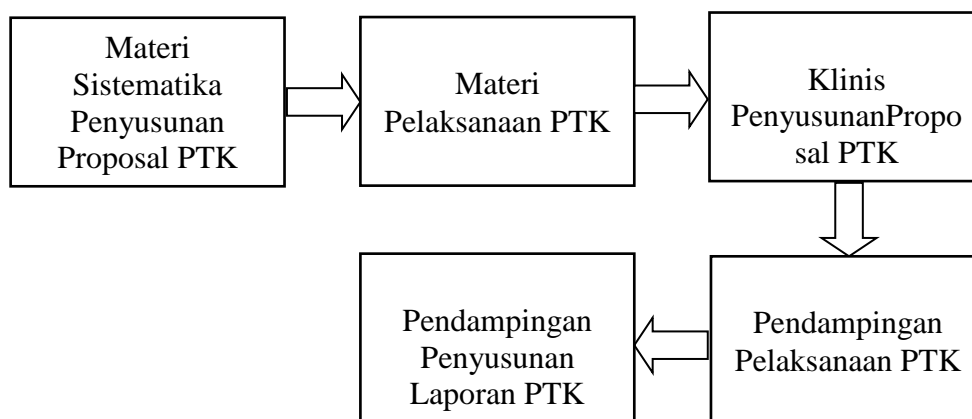 Materi
Sistematika
Penyusunan
Proposal PTK
Materi
Pelaksanaan PTK
Klinis
PenyusunanPropo
sal PTK
Pendampingan
Pelaksanaan PTK
Pendampingan
Penyusunan
Laporan PTK